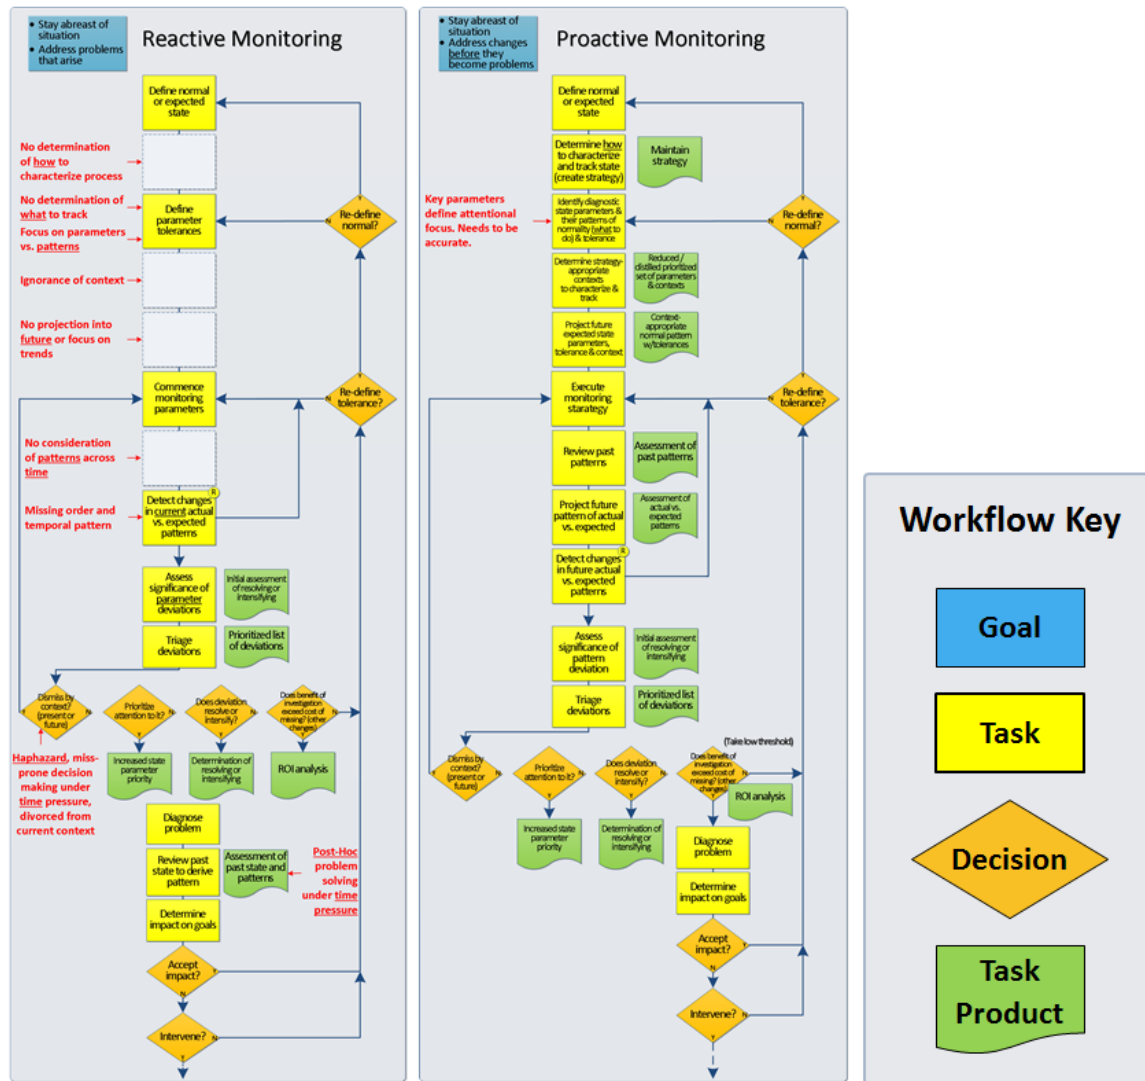 • Stay abreast of
situation
• Address problems
that arise
Reactive Monitoring
Define normal
or expected
state
No determination
of how to
characterize process
No determination of
what to track
Focus on parameters
vs. patterns
Define
parameter
tolerances
Re-define
normal?
N
Y
Ignorance of context
No projection into
future or focus on
trends
Commence
monitoring
parameters
Re-define
tolerance?
N
Y
No consideration
of patterns across
time
Missing order and
temporal pattern
Detect changes
in current actual
vs. expected
patterns
R
Assess
significance of
parameter
deviations
Initial assessment
of resolving or
intensifying
Triage
deviations
Prioritized list
of deviations
Dismiss by
context?
(present or
future)
Y
N
Prioritize
attention to it?
Y
Does deviation
resolve or
intensify?
Y
Does benefit of
investigation
exceed cost of
missing? (other
changes)
N
Y
Increased state
parameter
priority
Determination of
resolving or
intensifying
ROI analysis
Haphazard, miss-
prone decision
making under
time pressure,
divorced from
current context
Diagnose
problem
Review past
state to derive
pattern
Assessment of
past state and
patterns
Post-Hoc
problem
solving
under time
pressure
Determine
impact on goals
Accept
impact?
Y
N
Intervene?
N
Y
• Stay abreast of
situation
• Address changes
before they
become problems
Proactive Monitoring
Define normal
or expected
state
Determine how
to characterize
and track state
(create strategy)
Maintain
strategy
Key parameters
define attentional
focus. Needs to be
accurate.
Identify diagnostic
state parameters &
their patterns of
normality (what to
do) & tolerance
Re-define
normal?
N
Y
Determine strategy-
appropriate
contexts
to characterize &
track
Reduced /
distilled prioritized
set of parameters
& contexts
Project future
expected state
parameters,
tolerance & context
Context-
appropriate
normal pattern
w/tolerances
Execute
monitoring
starategy
Re-define
tolerance?
N
Y
Review past
patterns
Assessment of
past patterns
Project future
pattern of actual
vs. expected
Assessment of
actual vs.
expected
patterns
Detect changes
in future actual
vs. expected
patterns
R
Assess
significance of
pattern
deviation
Initial assessment
of resolving or
intensifying
Triage
deviations
Prioritized list
of deviations
(Take low threshold)
Dismiss by
context?
(present or
future)
Y
N
Prioritize
attention to it?
Y
Does deviation
resolve or
intensify?
Y
Does benefit of
investigation
exceed cost of
missing? (other
changes)
N
Y
ROI analysis
Increased state
parameter
priority
Determination of
resolving or
intensifying
Diagnose
problem
Determine
impact on goals
Accept
impact?
Y
N
Intervene?
N
Y
Workflow Key
Goal
Task
Decision
Task
Product